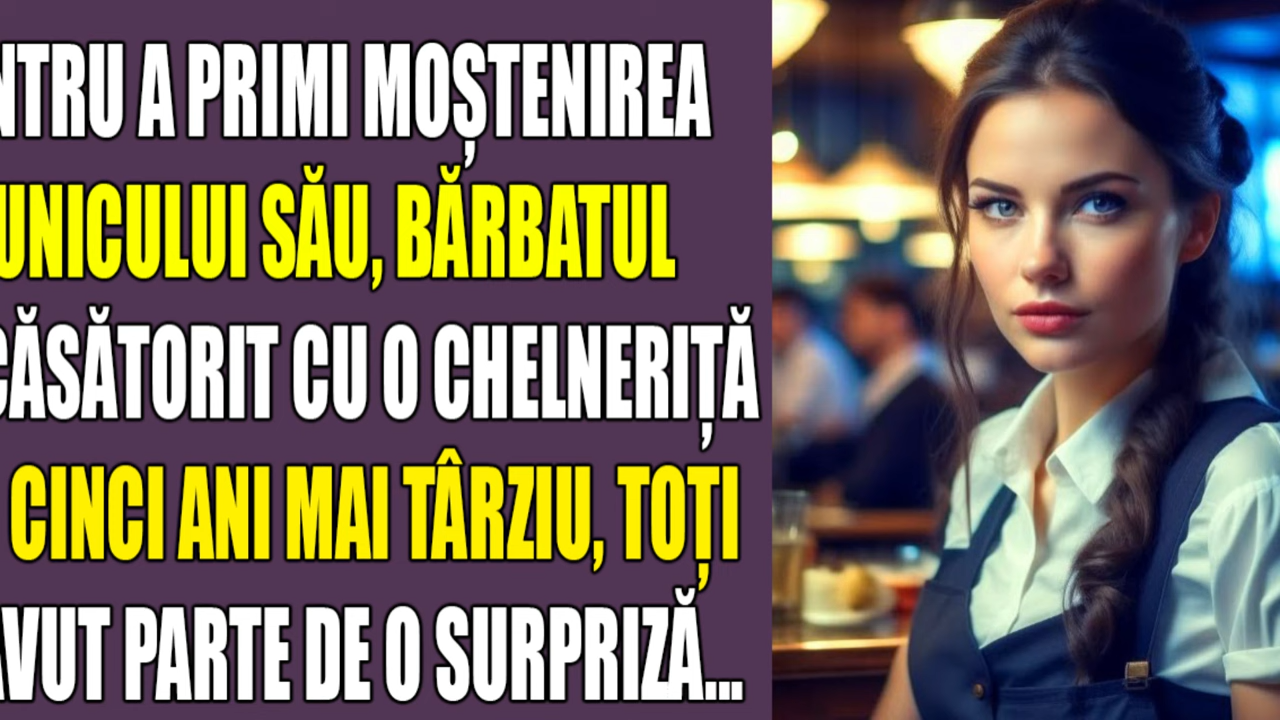 NTRU A PRIMI MOȘTENIREA
UNICULUI SĂU, BĂRBATUL
CĂSĂTORIT CU O CHELNERIȚĂ
CINCI ANI MAI TÂRZIU, TOȚI
AVUT PARTE DE O SURPRIZĂ...